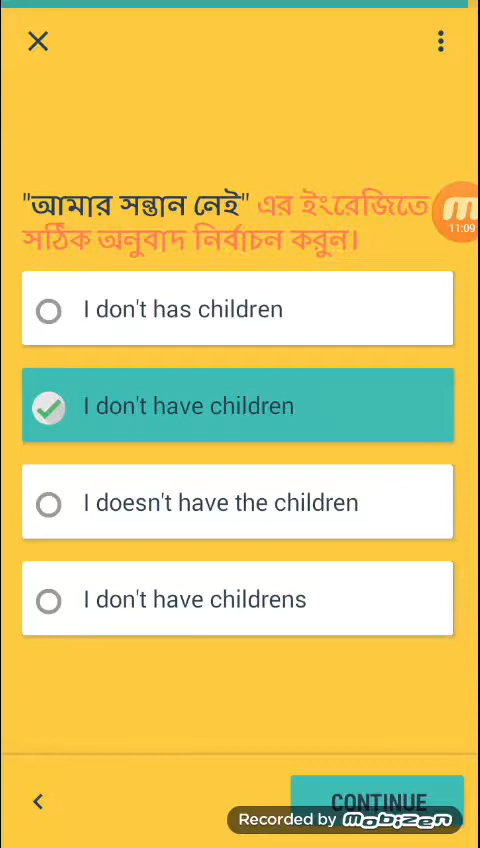 "আমার সন্তান নেই" এর ইংরেজিতে
সঠিক অনুবাদ নির্বাচন করুন।
11:09
I don't has children
I don't have children
I doesn't have the children
I don't have childrens
CONTINUE
Recorded by mobizen